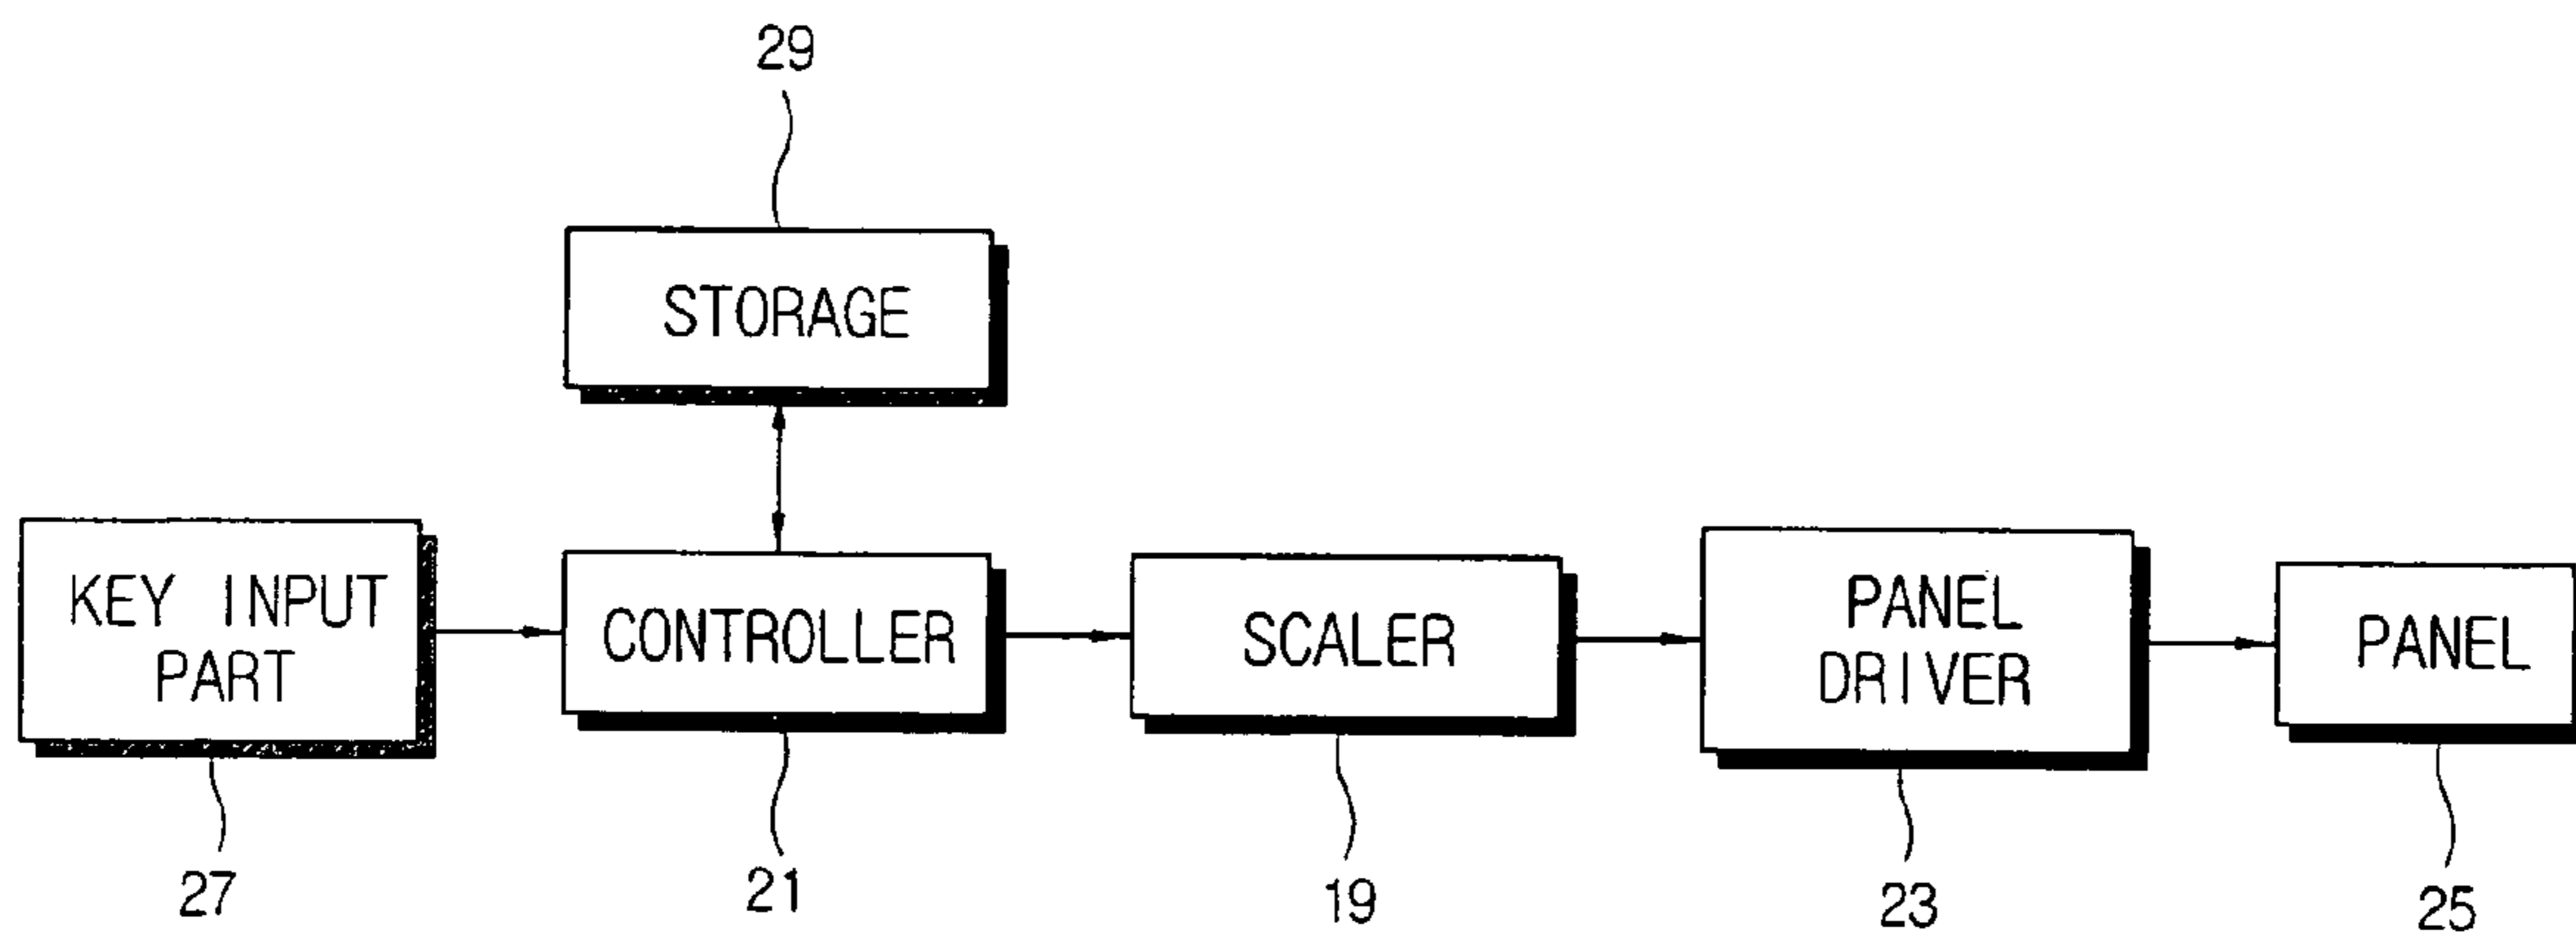 29
STORAGE
KEY INPUT
PART
CONTROLLER
SCALER
PANEL
DRIVER
PANEL
27
21
19
23
25